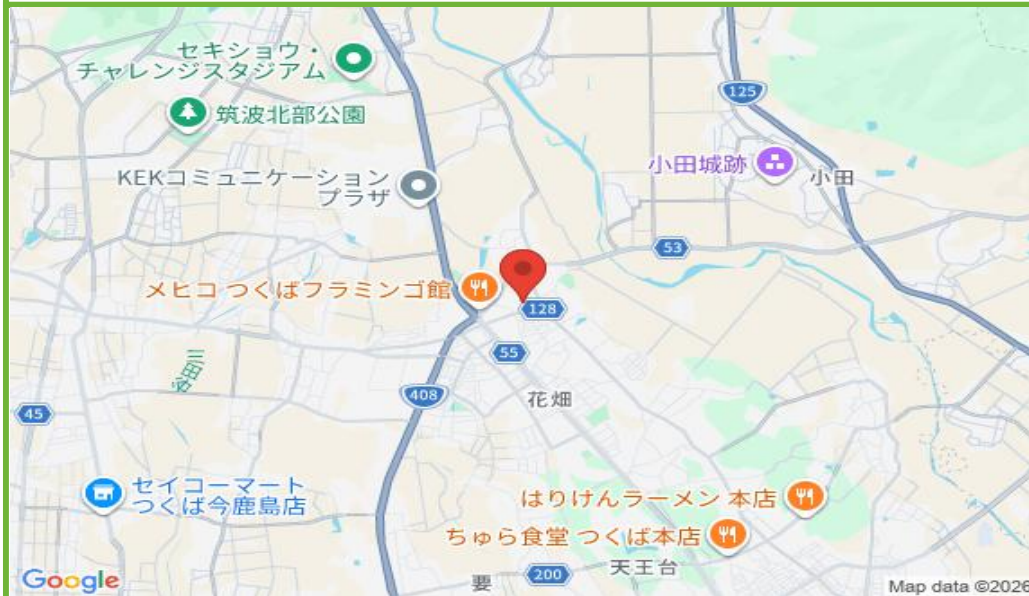 セキショウ・
チャレンジスタジアム
筑波北部公園
125
KEKコミュニケーション
プラザ
小田城跡
小田
53
メヒコ つくばフラミンゴ館
128
55
408
花畑
45
セイコーマート
つくば今鹿島店
はりけんラーメン 本店
ちゅら食堂 つくば本店
天王台
要
200
Google
Map data ©2026